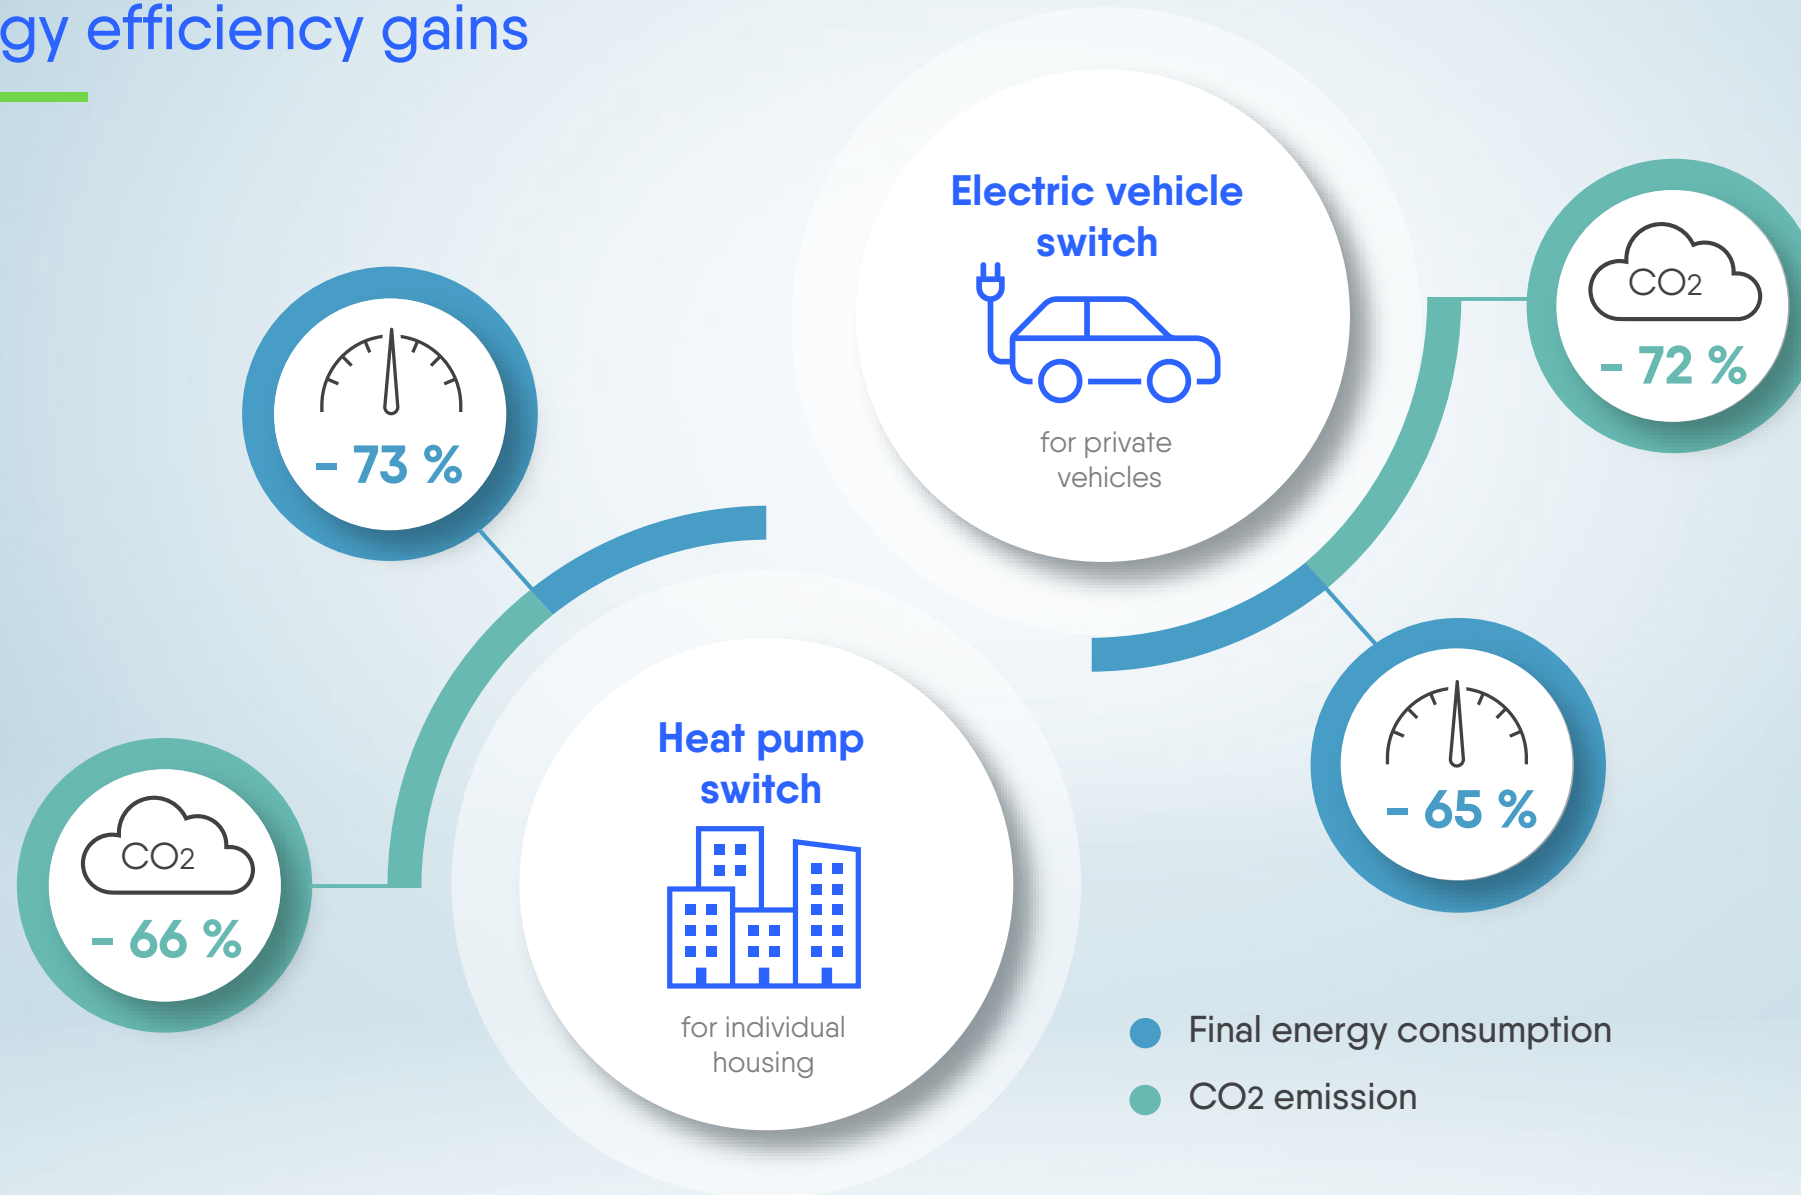 gy efficiency gains
Electric vehicle
switch
for private
vehicles
CO2
- 72 %
- 65 %
- 73 %
CO2
- 66 %
Heat pump
switch
for individual
housing
Final energy consumption
CO2 emission